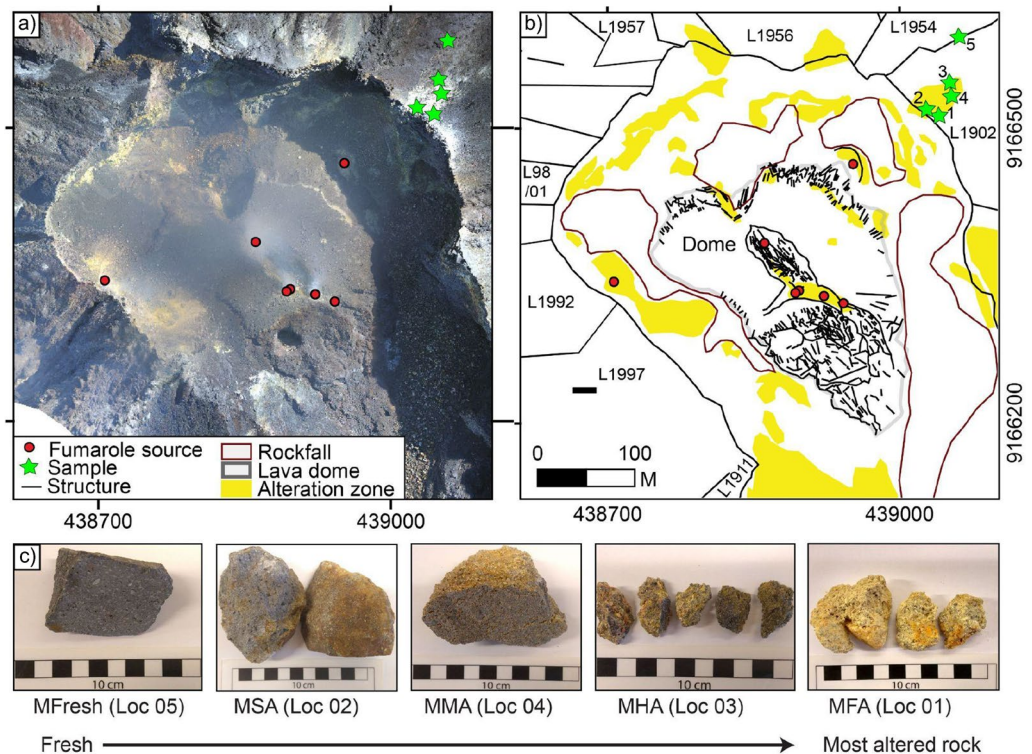 a)
Fumarole source
Sample
Structure
Rockfall
Lava dome
Alteration zone
438700
439000
b)
L1957
L1956
L1954
5
3
2
4
1
L1902
9166500
L98
/01
Dome
L1992
L1997
9166200
0
100
M
L1911
438700
439000
c)
10 cm
10 cm
10 cm
10 cm
10 cm
MFresh (Loc 05)
MSA (Loc 02)
MMA (Loc 04)
MHA (Loc 03)
MFA (Loc 01)
Fresh
Most altered rock